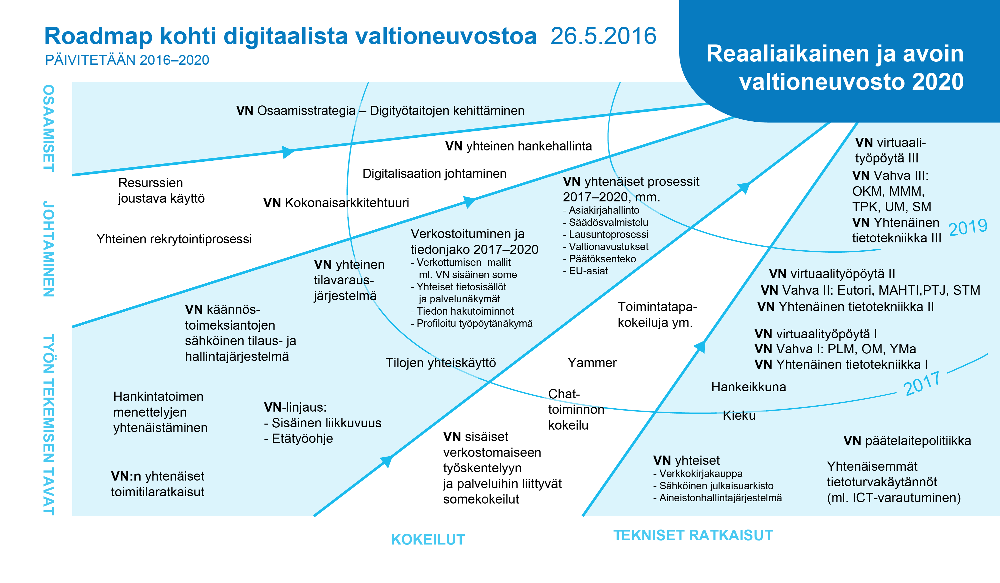 Roadmap kohti digitaalista valtioneuvostoa 26.5.2016
PÄIVITETÄÄN 2016–2020
Reaaliaikainen ja avoin
valtioneuvosto 2020
OSAAMISET
VN Osaamisstrategia – Digityötaitojen kehittäminen
JOHTAMINEN
VN yhteinen hankehallinta
Digitalisaation johtaminen
Resurssien
joustava käyttö
VN Kokonaisarkkitehtuuri
Yhteinen rekrytointiprosessi
TYÖN TEKEMISEN TAVAT
VN yhtenäiset prosessit
2017–2020, mm.
- Asiakirjahallinto
- Säädösvalmistelu
- Lausuntoprosessi
- Valtionavustukset
- Päätöksenteko
- EU-asiat
Verkostoituminen ja
tiedonjako 2017–2020
- Verkottumisen mallit
ml. VN sisäinen some
- Yhteiset tietosisällöt
ja palvelunäkymät
- Tiedon hakutoiminnot
- Profiloitu työpöytänäkymä
VN yhteinen
tilavaraus-
järjestelmä
VN käännös-
toimeksiantojen
sähköinen tilaus- ja
hallintajärjestelmä
Tilojen yhteiskäyttö
Hankintatoimen
menettelyjen
yhtenäistäminen
VN-linjaus:
- Sisäinen liikkuvuus
- Etätyöohje
VN:n yhtenäiset
toimitilaratkaisut
Toimintatapa-
kokeiluja ym.
Yammer
Chat-
toiminnon
kokeilu
VN sisäiset
verkostomaiseen
työskentelyyn
ja palveluihin liittyvät
somekokeilut
KOKEILUT
VN virtuaali-
työpöytä III
VN Vahva III:
OKM, MMM,
TPK, UM, SM
VN Yhtenäinen
tietotekniikka III
2019
VN virtuaalityöpöytä II
VN Vahva II: Eutori, MAHTI,PTJ, STM
VN Yhtenäinen tietotekniikka II
VN virtuaalityöpöytä I
VN Vahva I: PLM, OM, YMa
VN Yhtenäinen tietotekniikka I
2017
Hankeikkuna
Kieku
VN päätelaitepolitiikka
VN yhteiset
- Verkkokirjakauppa
- Sähköinen julkaisuarkisto
- Aineistonhallintajärjestelmä
Yhtenäisemmät
tietoturvakäytännöt
(ml. ICT-varautuminen)
TEKNISET RATKAISUT